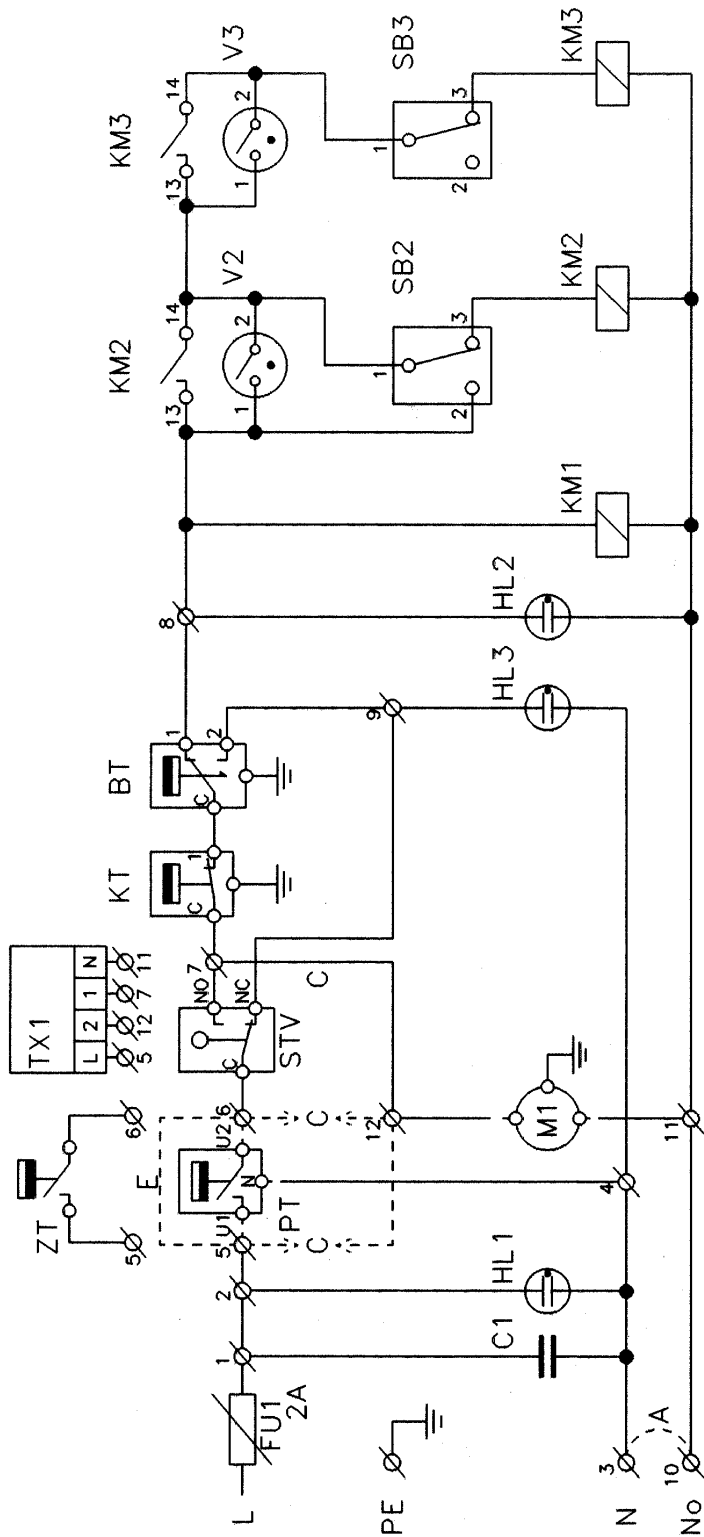 L
FU1
2A
1
2
5
U1
PT
N
E
U2
6
STV
C
NO
NC
7
KT
C
1
BT
C
1
2
8
ZT
5
6
TX1
L
2
1
N
5
12
7
11
C
C
C
12
9
KM2
13
14
V2
1
2
KM3
13
14
V3
1
2
SB2
1
2
3
SB3
1
2
3
PE
C1
HL1
M1
HL3
HL2
KM1
KM2
KM3
N
3
A
4
No
10
11